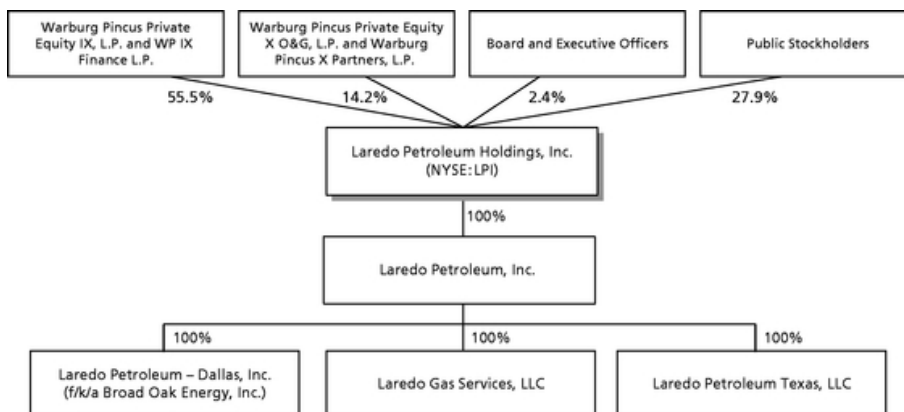 Warburg Pincus Private
Equity IX, L.P. and WP IX
Finance L.P.
Warburg Pincus Private Equity
X O&G, L.P. and Warburg
Pincus X Partners, L.P.
Board and Executive Officers
Public Stockholders
55.5%
14.2%
2.4%
27.9%
Laredo Petroleum Holdings, Inc.
(NYSE:LPI)
100%
Laredo Petroleum, Inc.
100%
100%
100%
Laredo Petroleum – Dallas, Inc.
(f/k/a Broad Oak Energy, Inc.)
Laredo Gas Services, LLC
Laredo Petroleum Texas, LLC